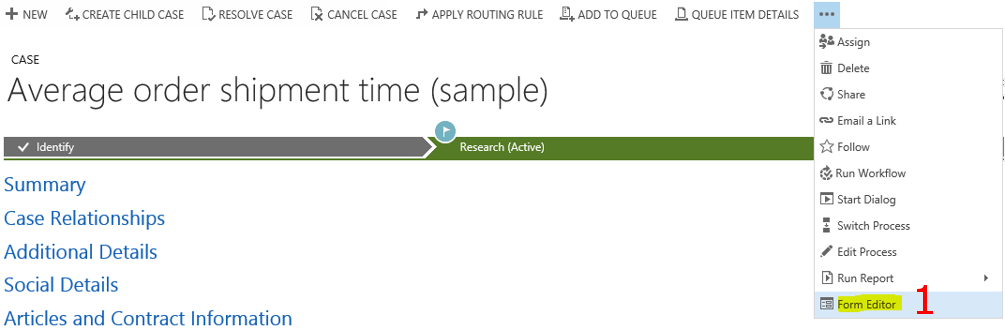 NEW CREATE CHILD CASE RESOLVE CASE CANCEL CASE APPLY ROUTING RULE ADD TO QUEUE QUEUE ITEM DETAILS •••
CASE
Average order shipment time (sample)
Identify
Research (Active)
Summary
Case Relationships
Additional Details
Social Details
Articles and Contract Information
Assign
Delete
Share
Email a Link
Follow
Run Workflow
Start Dialog
Switch Process
Edit Process
Run Report
Form Editor 1